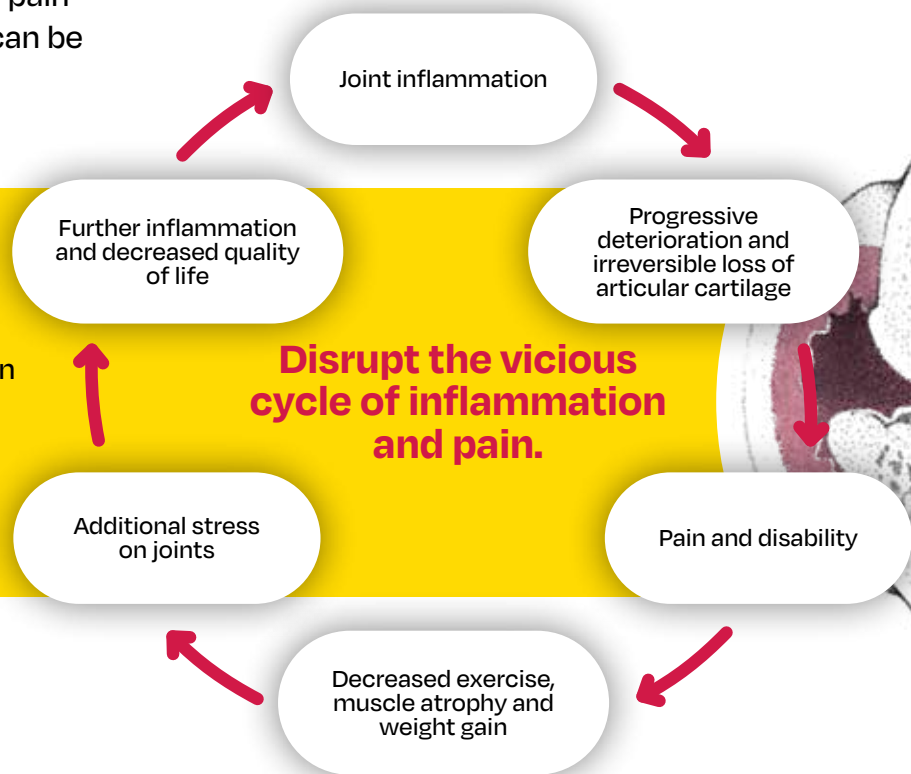 pain
can be
Joint inflammation
Progressive
deterioration and
irreversible loss of
articular cartilage
Pain and disability
Decreased exercise,
muscle atrophy and
weight gain
Additional stress
on joints
Further inflammation
and decreased quality
of life
n
Disrupt the vicious
cycle of inflammation
and pain.